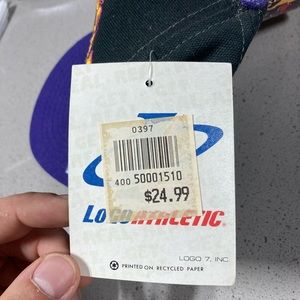 0397
400 50001510
$24.99
LOGO ATHLETIC.
LOGO 7, INC
PRINTED ON RECYCLED PAPER